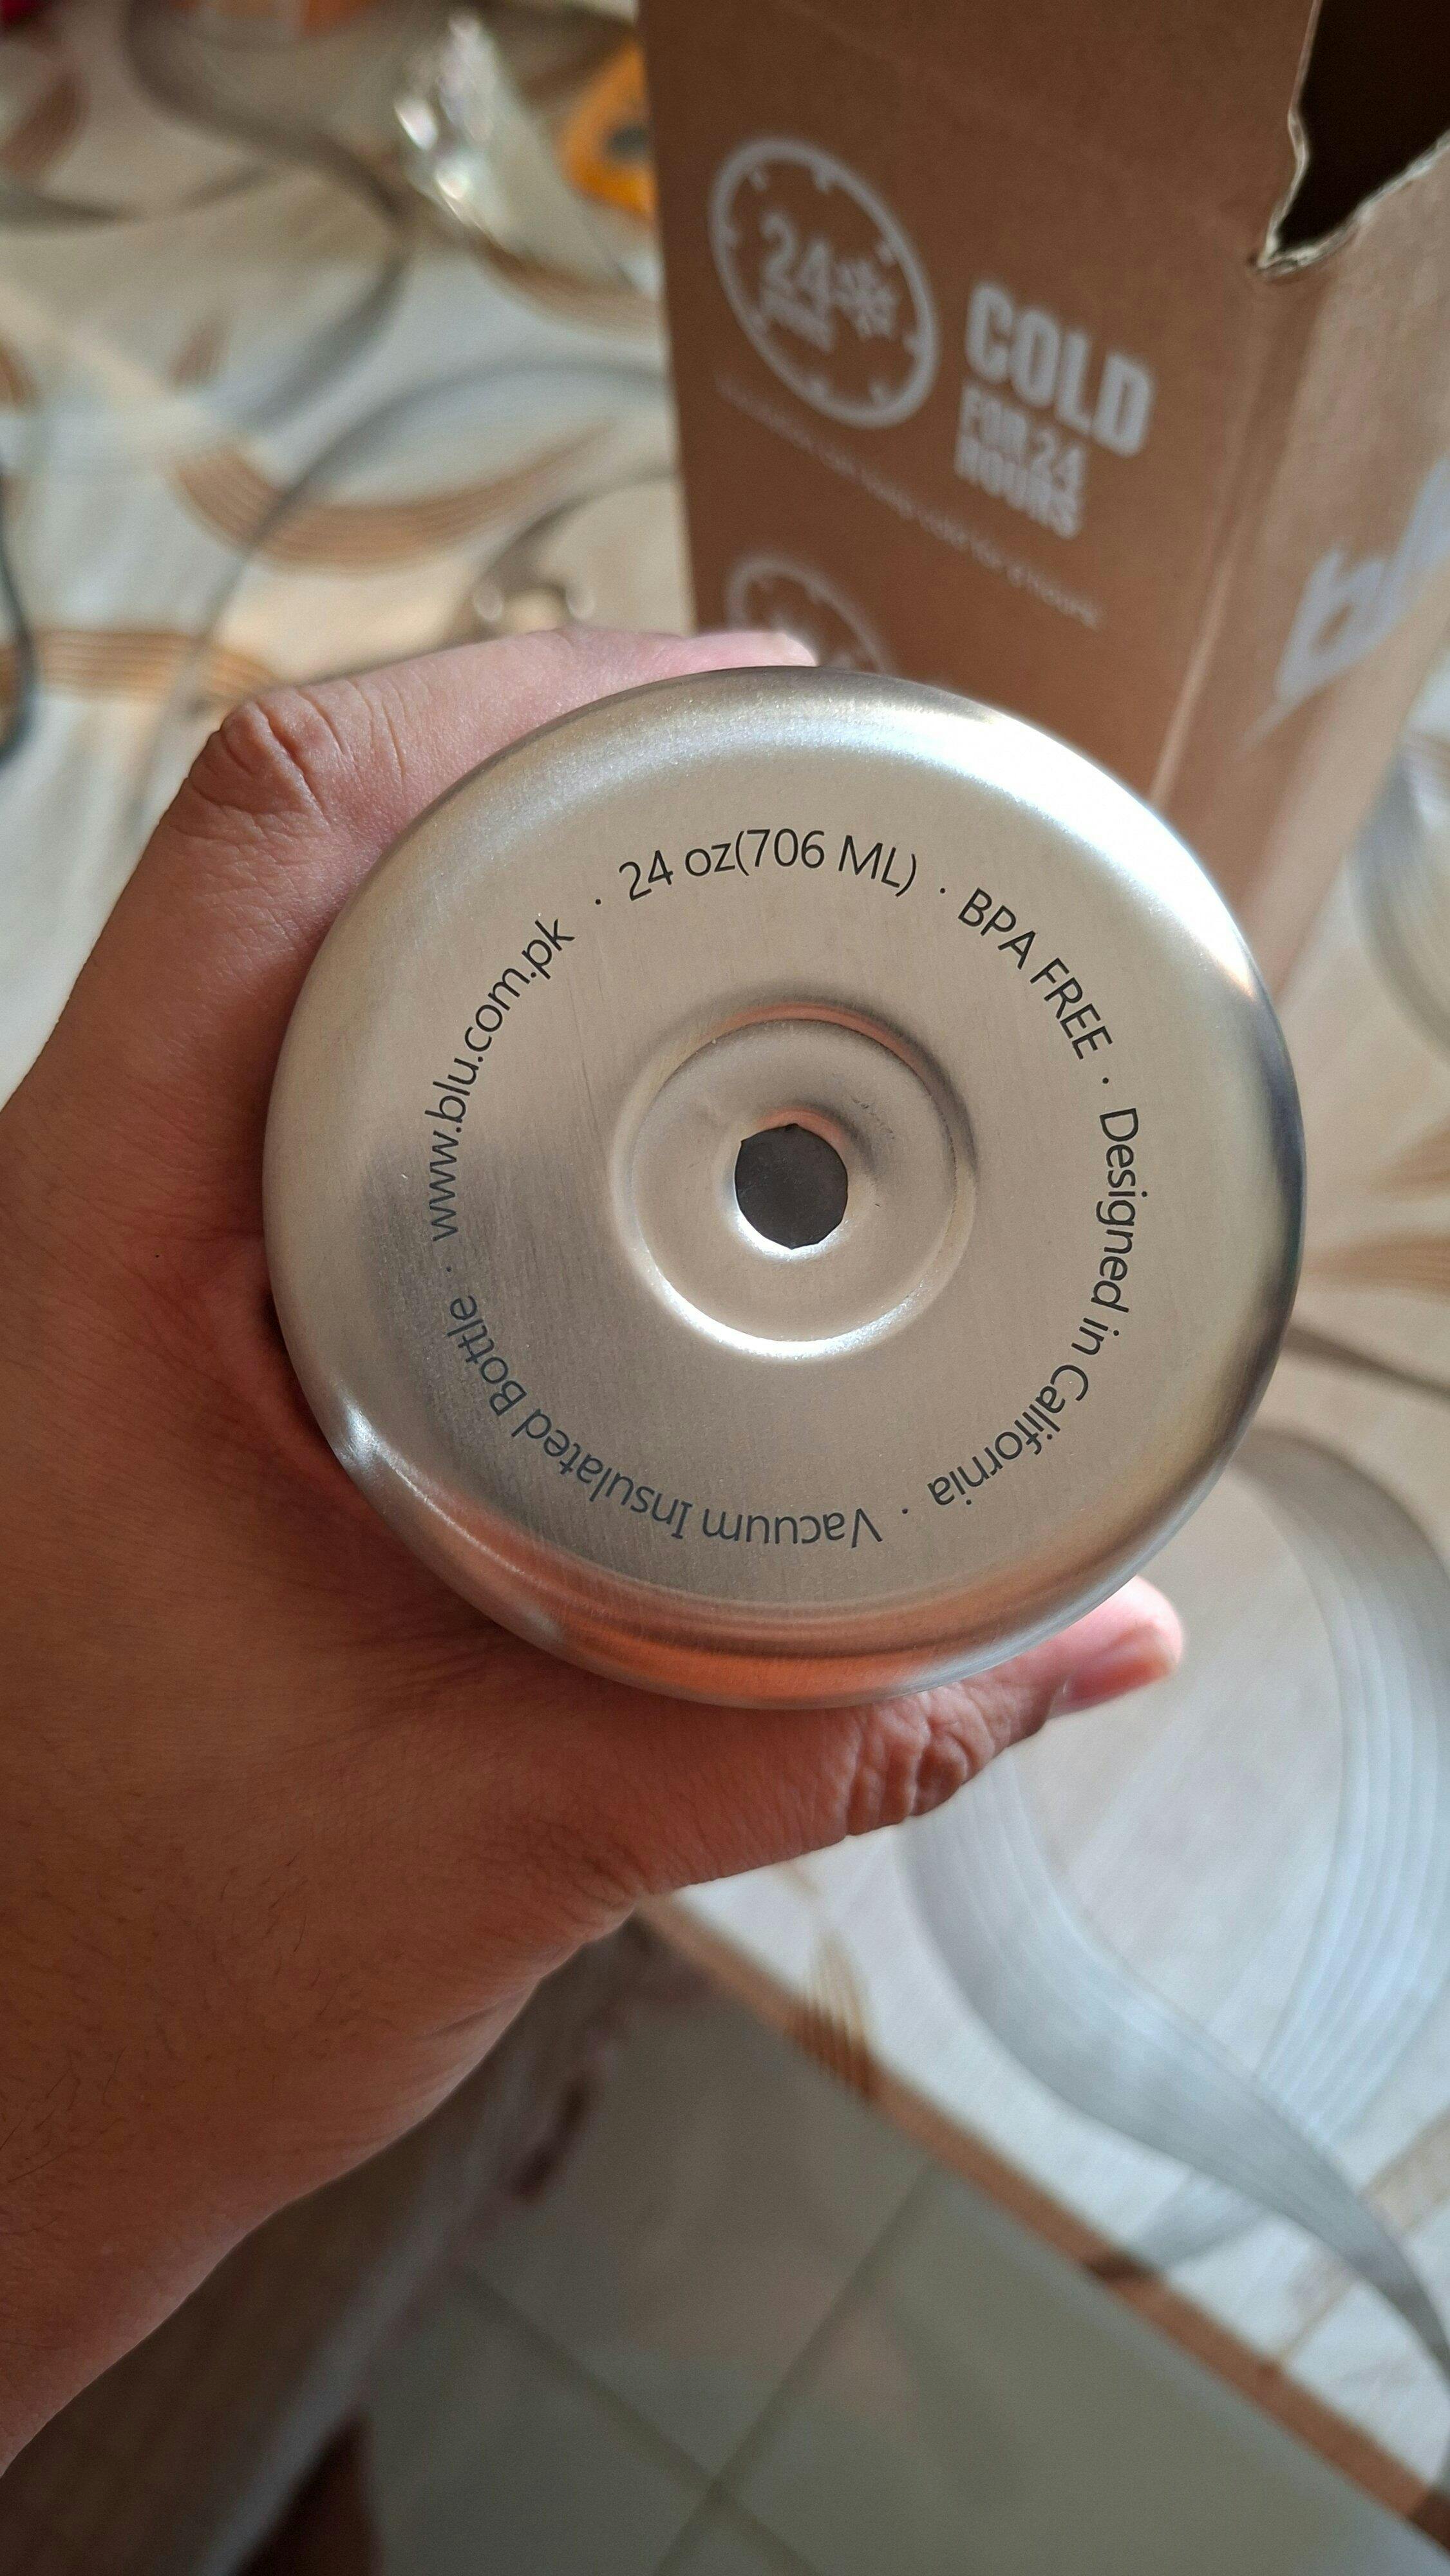 24
COLD
FOR 24
HOURS
24 oz(706 ML) · BPA FREE · Designed in California · Vacuum Insulated Bottle · www.blu.com.pk ·